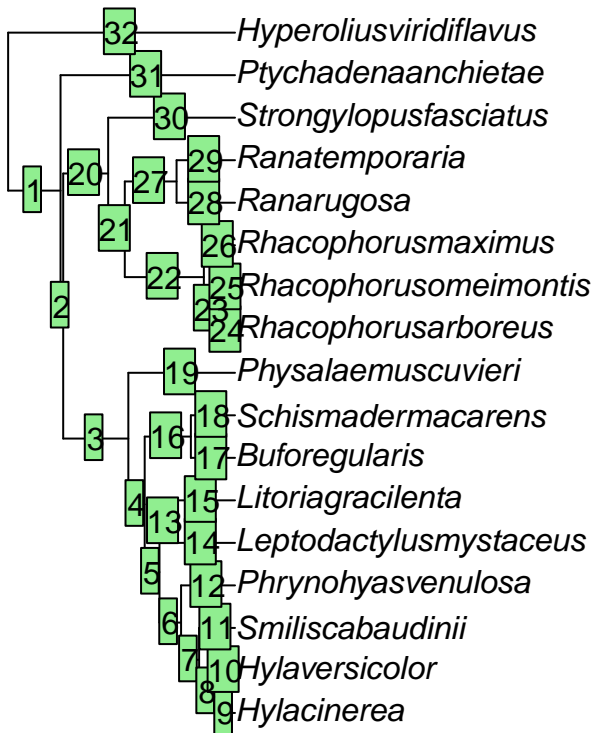 32 Hyperoliusviridiflavus
31 Ptychadenaanchietae
30 Strongylopusfasciatus
29 Ranatemporaria
20 27
1
28 Ranarugosa
21
26 Rhacophorusmaximus
22
25 Rhacophorusomeimontis
2 23
24 Rhacophorusarboreus
19 Physalaemuscuvieri
18 Schismadermacarens
3 16
17 Buforegularis
15 Litoriagracilenta
4 13
14 Leptodactylusmystaceus
5
12 Phrynohyasvenulosa
6 11 Smiliscabaudinii
7
10 Hylaversicolor
8
9 Hylacinerea